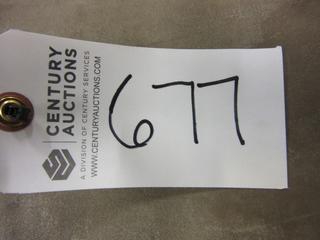 CENTURY
AUCTIONS
A DIVISION OF CENTURY SERVICES
WWW.CENTURYAUCTIONS.COM
677